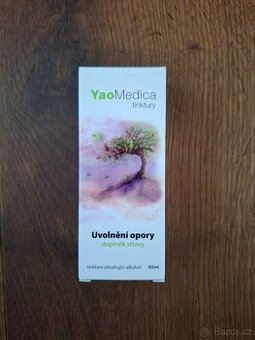 YaoMedica
tinktury
Uvolnění opory
doplněk stravy
tinktura obsahující alkohol 50ml
Bazos.cz